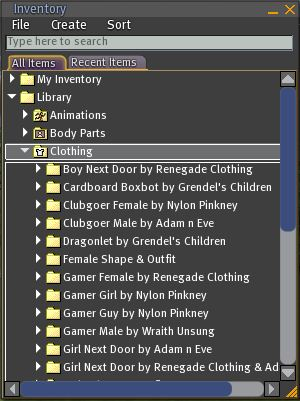 Inventory
File Create Sort
Type here to search
All Items Recent Items
My Inventory
Library
Animations
Body Parts
Clothing
Boy Next Door by Renegade Clothing
Cardboard Boxbot by Grendel's Children
Clubgoer Female by Nylon Pinkney
Clubgoer Male by Adam n Eve
Dragonlet by Grendel's Children
Female Shape & Outfit
Gamer Female by Renegade Clothing
Gamer Girl by Nylon Pinkney
Gamer Guy by Nylon Pinkney
Gamer Male by Wraith Unsung
Girl Next Door by Adam n Eve
Girl Next Door by Renegade Clothing & Ad